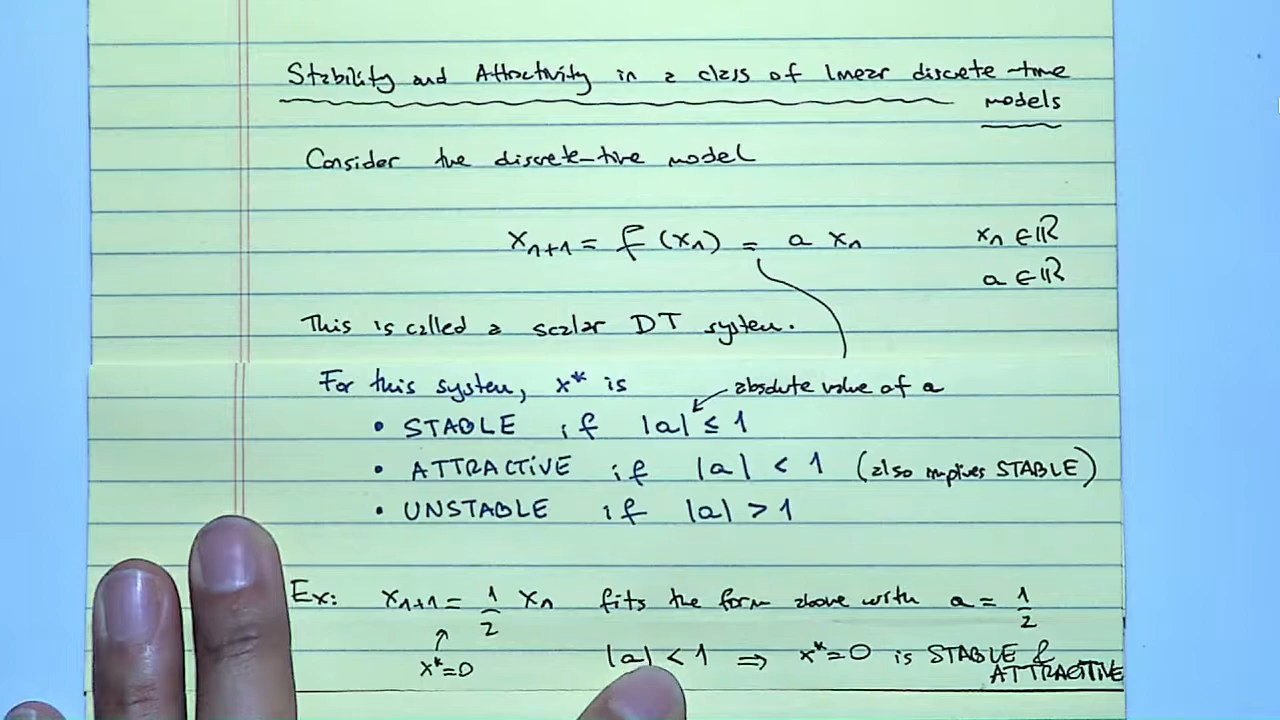 Stability and Attractivity in a class of linear discrete-time
models
Consider the discrete-time model
xₙ₊₁ = f(xₙ) = a xₙ xₙ ∈ ℝ
a ∈ ℝ
This is called a scalar DT system.
For this system, x* is absolute value of a
• STABLE if |a| ≤ 1
• ATTRACTIVE if |a| < 1 (also implies STABLE)
• UNSTABLE if |a| > 1
Ex: xₙ₊₁ = 1/2 xₙ fits the form above with a = 1/2
x*=0 |a| < 1 ⇒ x*=0 is STABLE &
ATTRACTIVE